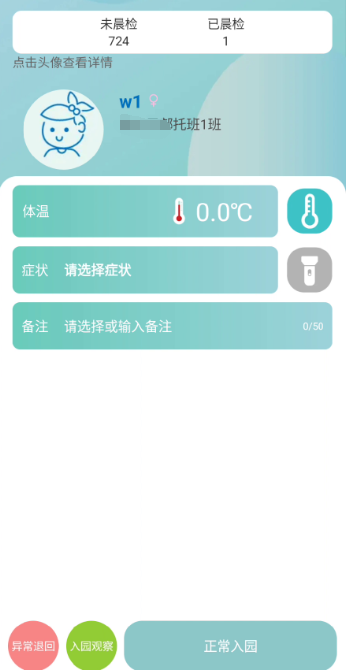 未晨检 已晨检
724 1
点击头像查看详情
w1
部托班1班
体温 0.0℃
症状 请选择症状
备注 请选择或输入备注 0/50
异常退回 入园观察 正常入园